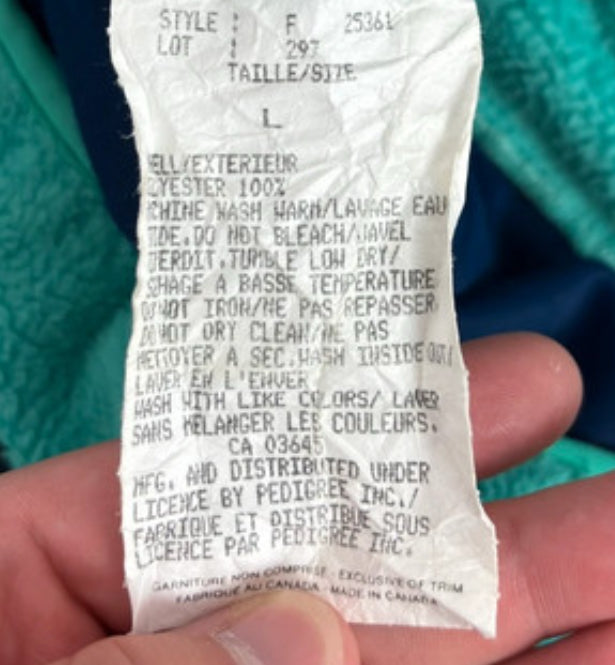 STYLE : F 25361
LOT : 297
TAILLE/SIZE
L
ELL/EXTERIEUR
LYESTER 100%
CHINE WASH WARM/LAVAGE EAU
IDE.DO NOT BLEACH/JAVEL
TERDIT.TUMBLE LOW DRY/
CHAGE A BASSE TEMPERATURE
DO NOT IRON/NE PAS REPASSER
DO NOT DRY CLEAN/NE PAS
NETTOYER A SEC.WASH INSIDE OUT/
LAVER EN L'ENVER
WASH WITH LIKE COLORS/ LAVER
SANS MELANGER LES COULEURS.
CA 03645
MFG. AND DISTRIBUTED UNDER
LICENCE BY PEDIGREE INC./
FABRIQUE ET DISTRIBUE SOUS
LICENCE PAR PEDIGREE INC.
GARNITURE NON COMPRISE · EXCLUSIVE OF TRIM
FABRIQUE AU CANADA · MADE IN CANADA